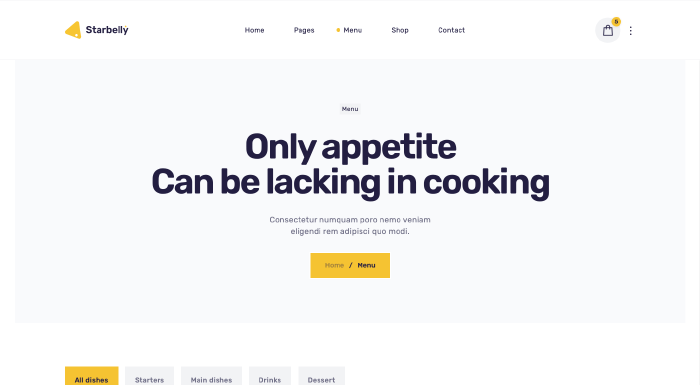 Starbelly
Home
Pages
Menu
Shop
Contact
Menu
Only appetite
Can be lacking in cooking
Consectetur numquam poro nemo veniam
eligendi rem adipisci quo modi.
Home / Menu
All dishes
Starters
Main dishes
Drinks
Dessert